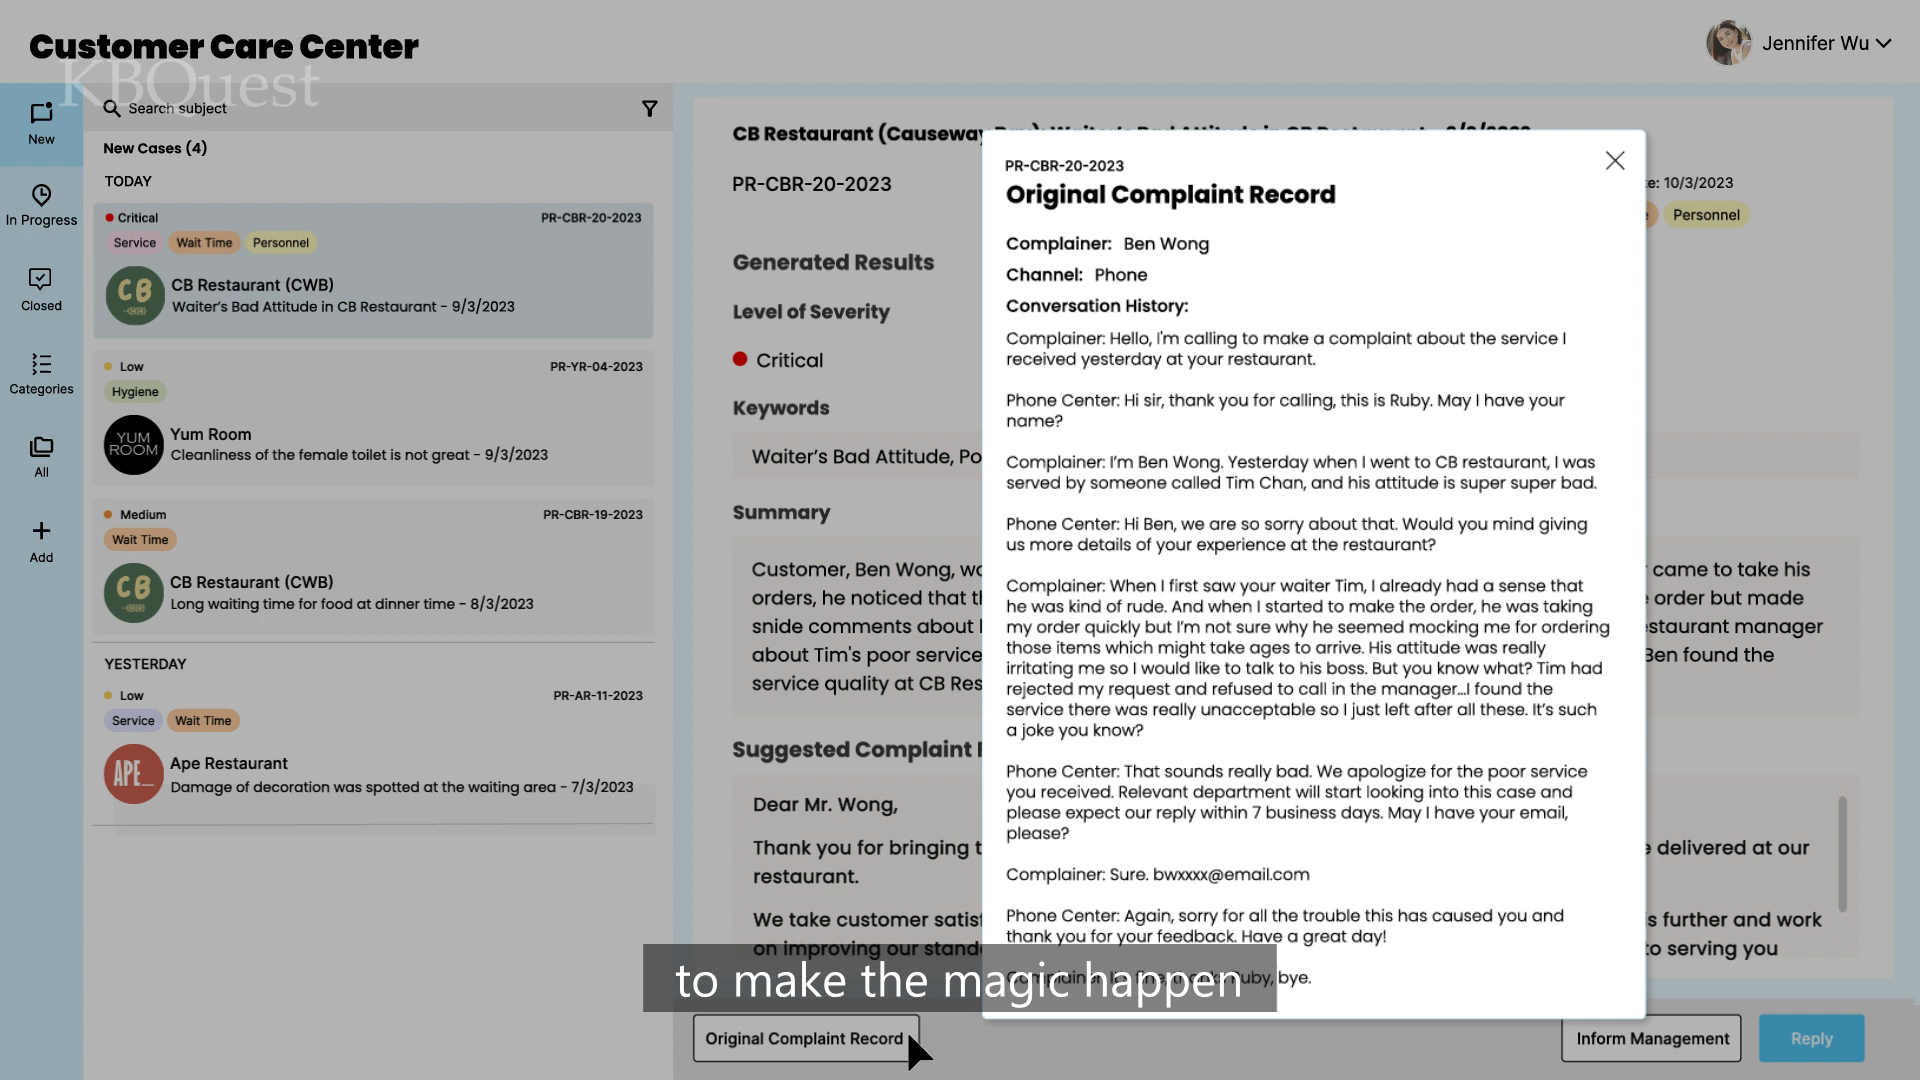 Customer Care Center
KBQuest
Jennifer Wu
New
In Progress
Closed
Categories
All
Add
Search subject
New Cases (4)
TODAY
Critical
PR-CBR-20-2023
Service
Wait Time
Personnel
CB
CB Restaurant (CWB)
Waiter's Bad Attitude in CB Restaurant - 9/3/2023
Low
PR-YR-04-2023
Hygiene
YUM
ROOM
Yum Room
Cleanliness of the female toilet is not great - 9/3/2023
Medium
PR-CBR-19-2023
Wait Time
CB
CB Restaurant (CWB)
Long waiting time for food at dinner time - 8/3/2023
YESTERDAY
Low
PR-AR-11-2023
Service
Wait Time
APE_
Ape Restaurant
Damage of decoration was spotted at the waiting area - 7/3/2023
CB Restaurant (Causeway
PR-CBR-20-2023
10/3/2023
Personnel
Generated Results
Level of Severity
Critical
Keywords
Waiter's Bad Attitude, Po
Summary
Customer, Ben Wong, wo
came to take his
orders, he noticed that th
order but made
snide comments about
staurant manager
about Tim's poor service
Ben found the
service quality at CB Res
Suggested Complaint
Dear Mr. Wong,
Thank you for bringing t
delivered at our
restaurant.
We take customer satisf
s further and work
on improving our stand
to serving you
PR-CBR-20-2023
Original Complaint Record
Complainer: Ben Wong
Channel: Phone
Conversation History:
Complainer: Hello, I'm calling to make a complaint about the service I
received yesterday at your restaurant.
Phone Center: Hi sir, thank you for calling, this is Ruby. May I have your
name?
Complainer: I'm Ben Wong. Yesterday when I went to CB restaurant, I was
served by someone called Tim Chan, and his attitude is super super bad.
Phone Center: Hi Ben, we are so sorry about that. Would you mind giving
us more details of your experience at the restaurant?
Complainer: When I first saw your waiter Tim, I already had a sense that
he was kind of rude. And when I started to make the order, he was taking
my order quickly but I'm not sure why he seemed mocking me for ordering
those items which might take ages to arrive. His attitude was really
irritating me so I would like to talk to his boss. But you know what? Tim had
rejected my request and refused to call in the manager...I found the
service there was really unacceptable so I just left after all these. It's such
a joke you know?
Phone Center: That sounds really bad. We apologize for the poor service
you received. Relevant department will start looking into this case and
please expect our reply within 7 business days. May I have your email,
please?
Complainer: Sure. bwxxxx@email.com
Phone Center: Again, sorry for all the trouble this has caused you and
thank you for your feedback. Have a great day!
Complainer: It's fine, thanks Ruby, bye.
to make the magic happen
Original Complaint Record
Inform Management
Reply